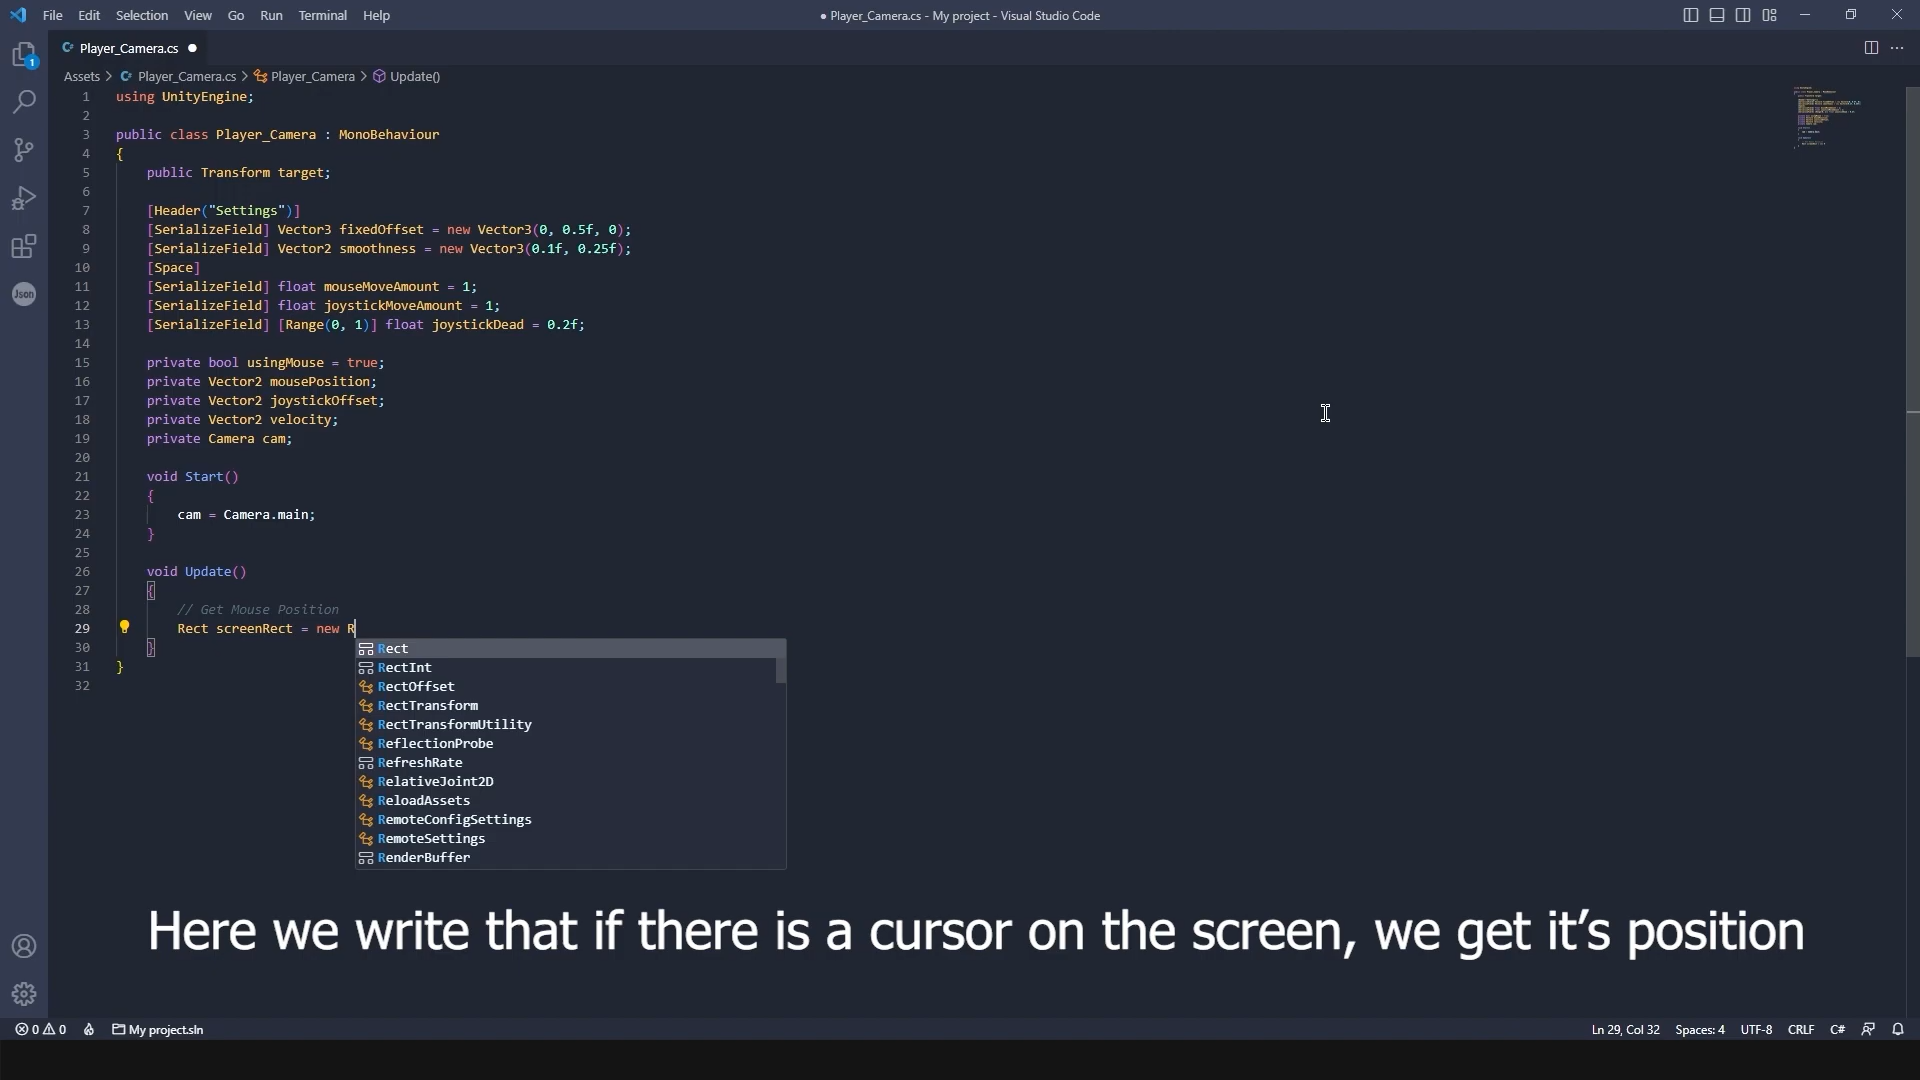 File Edit Selection View Go Run Terminal Help
● Player_Camera.cs - My project - Visual Studio Code
Player_Camera.cs
1
Assets > Player_Camera.cs > Player_Camera > Update()
1 using UnityEngine;
2
3 public class Player_Camera : MonoBehaviour
4 {
5 public Transform target;
6
7 [Header("Settings")]
8 [SerializeField] Vector3 fixedOffset = new Vector3(0, 0.5f, 0);
9 [SerializeField] Vector2 smoothness = new Vector3(0.1f, 0.25f);
10 [Space]
11 [SerializeField] float mouseMoveAmount = 1;
12 [SerializeField] float joystickMoveAmount = 1;
13 [SerializeField] [Range(0, 1)] float joystickDead = 0.2f;
14
15 private bool usingMouse = true;
16 private Vector2 mousePosition;
17 private Vector2 joystickOffset;
18 private Vector2 velocity;
19 private Camera cam;
20
21 void Start()
22 {
23 cam = Camera.main;
24 }
25
26 void Update()
27 {
28 // Get Mouse Position
29 Rect screenRect = new R
30 }
31 }
32
Json
Rect
RectInt
RectOffset
RectTransform
RectTransformUtility
ReflectionProbe
RefreshRate
RelativeJoint2D
ReloadAssets
RemoteConfigSettings
RemoteSettings
RenderBuffer
Here we write that if there is a cursor on the screen, we get it’s position
0 0 My project.sln
Ln 29, Col 32 Spaces: 4 UTF-8 CRLF C#